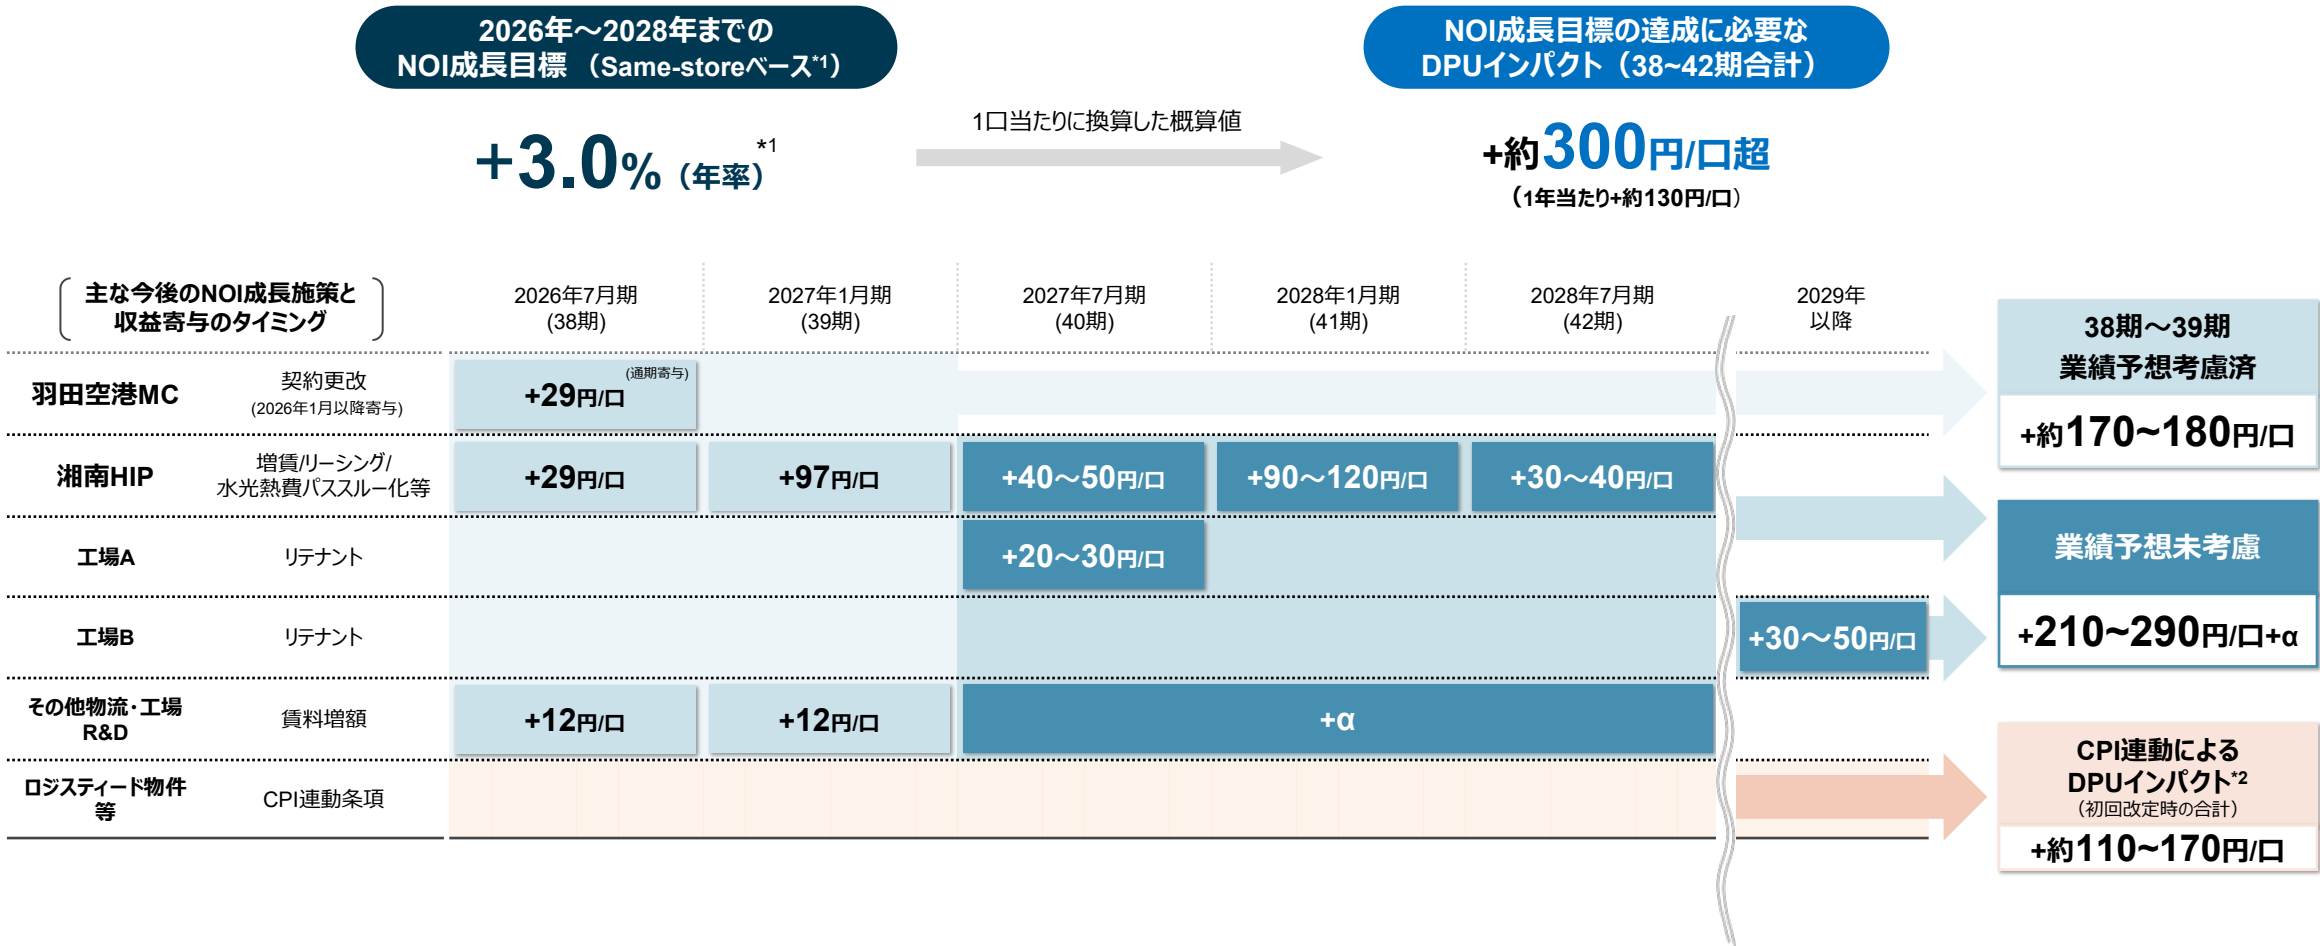 2026年～2028年までの
NOI成長目標 （Same-storeベース*1）
NOI成長目標の達成に必要な
DPUインパクト（38~42期合計）
+3.0%（年率）*1
1口当たりに換算した概算値
+約300円/口超
（1年当たり+約130円/口）
主な今後のNOI成長施策と
収益寄与のタイミング
2026年7月期
(38期)
2027年1月期
(39期)
2027年7月期
(40期)
2028年1月期
(41期)
2028年7月期
(42期)
2029年
以降
羽田空港MC
契約更改
(2026年1月以降寄与)
(通期寄与)
+29円/口
湘南HIP
増賃/リーシング/
水光熱費パススルー化等
+29円/口
+97円/口
+40～50円/口
+90～120円/口
+30～40円/口
工場A
リテナント
+20～30円/口
工場B
リテナント
+30～50円/口
その他物流・工場
R&D
賃料増額
+12円/口
+12円/口
+α
ロジスティード物件
等
CPI連動条項
38期～39期
業績予想考慮済
+約170~180円/口
業績予想未考慮
+210~290円/口+α
CPI連動による
DPUインパクト*2
（初回改定時の合計）
+約110~170円/口